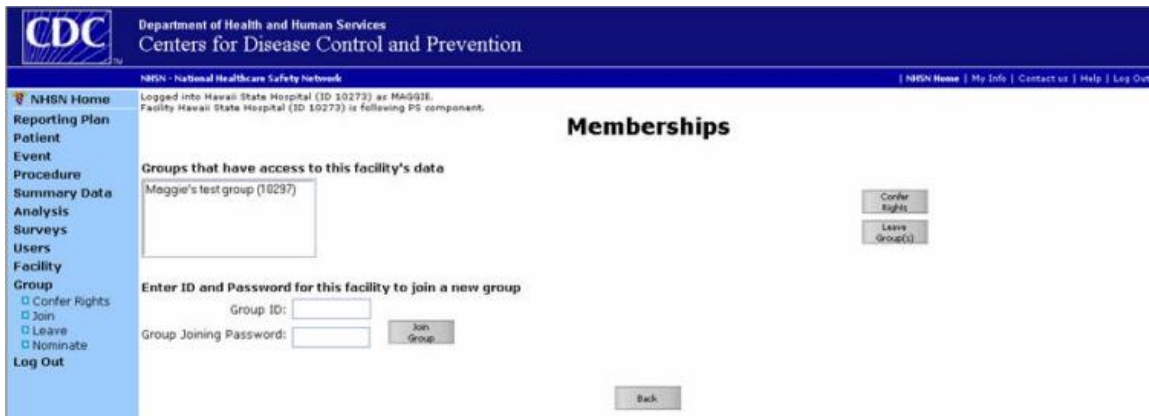 CDC
TM
Department of Health and Human Services
Centers for Disease Control and Prevention
NHSN - National Healthcare Safety Network
| NHSN Home | My Info | Contact us | Help | Log Out
NHSN Home
Reporting Plan
Patient
Event
Procedure
Summary Data
Analysis
Surveys
Users
Facility
Group
Confer Rights
Join
Leave
Nominate
Log Out
Logged into Hawaii State Hospital (ID 10273) as MAGGIE.
Facility Hawaii State Hospital (ID 10273) is following PS component.
Memberships
Groups that have access to this facility's data
Maggie's test group (10297)
Confer
Rights
Leave
Group(s)
Enter ID and Password for this facility to join a new group
Group ID:
Group Joining Password:
Join
Group
Back